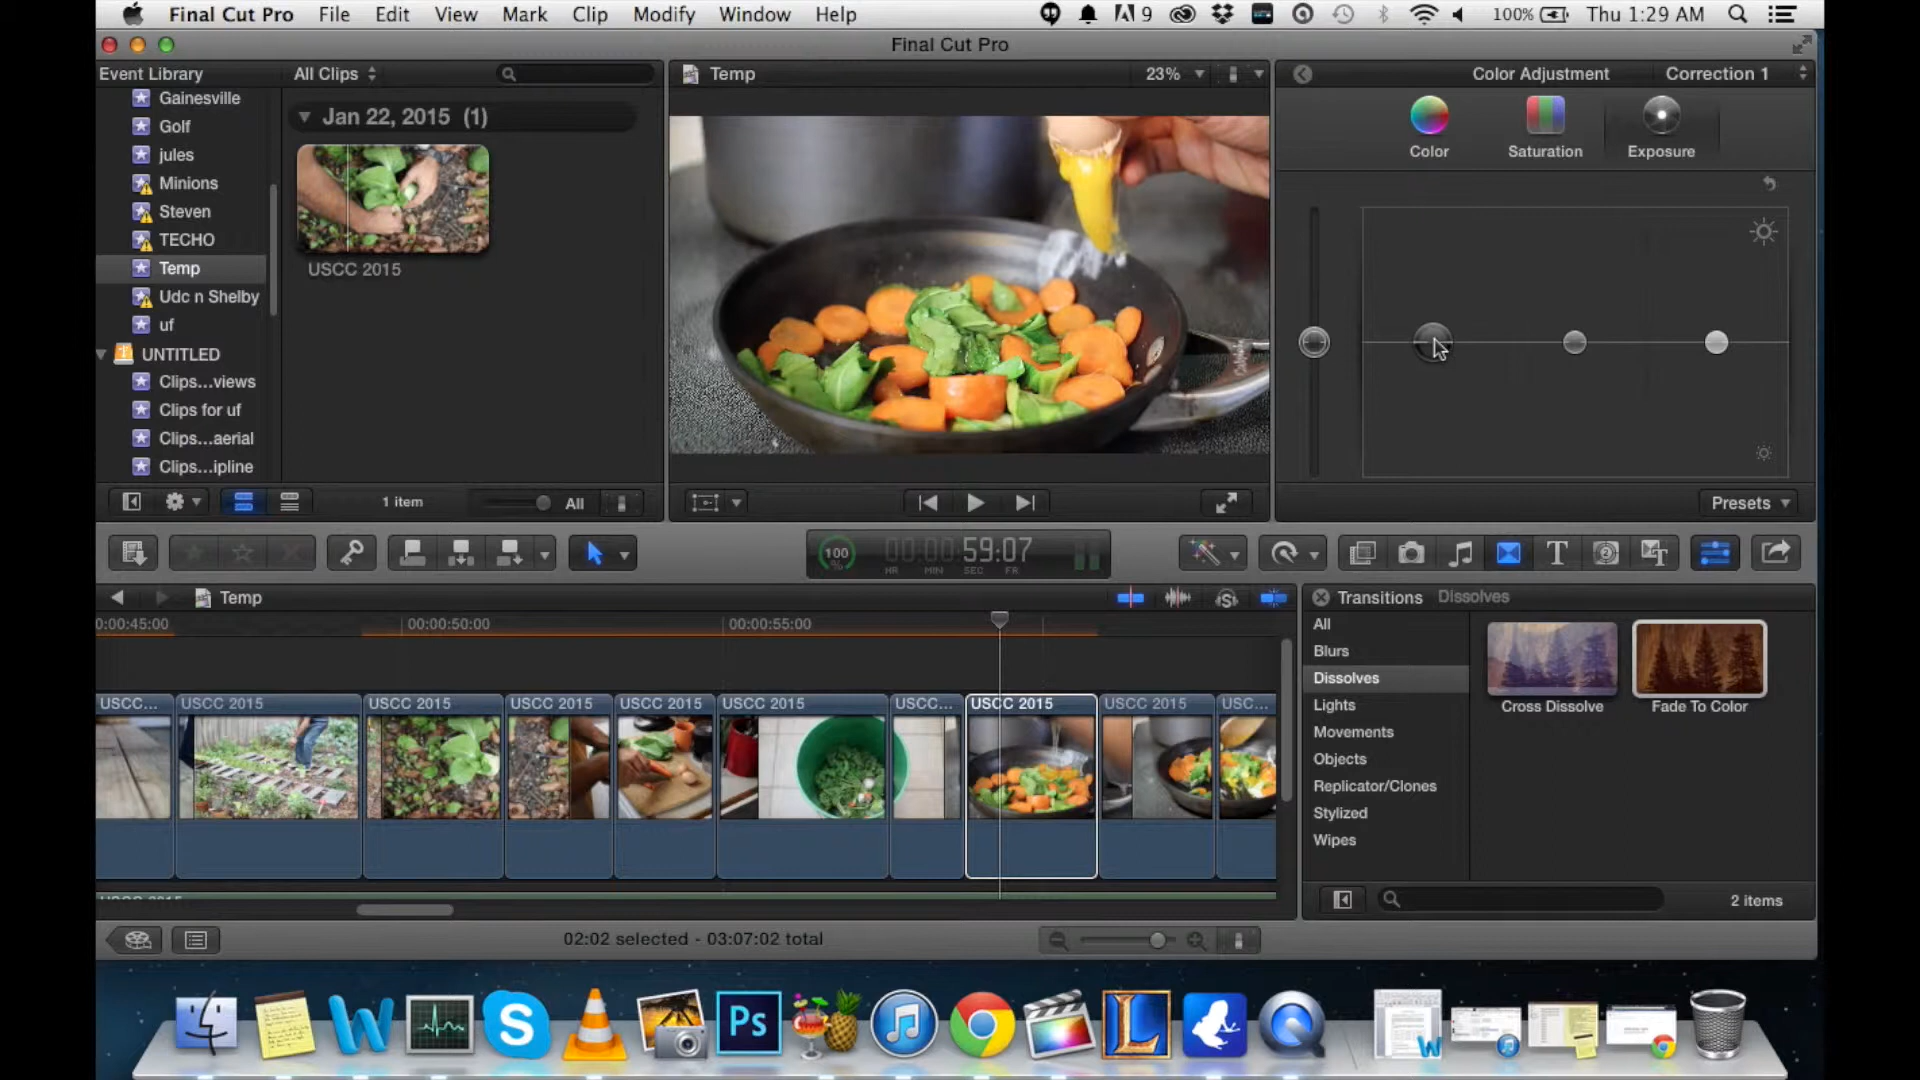 Final Cut Pro File Edit View Mark Clip Modify Window Help 9 100% Thu 1:29 AM
Final Cut Pro
Event Library All Clips
Temp 23%
Color Adjustment Correction 1
Gainesville
Golf
jules
Minions
Steven
TECHO
Temp
Udc n Shelby
uf
UNTITLED
Clips...views
Clips for uf
Clips...aerial
Clips...ipline
Jan 22, 2015 (1)
USCC 2015
Color Saturation Exposure
1 item All
Presets
100 % 00:00:59:07
HR MIN SEC FR
Temp
0:00:45:00 00:00:50:00 00:00:55:00
USCC... USCC 2015 USCC 2015 USCC 2015 USCC 2015 USCC 2015 USCC... USCC 2015 USCC 2015 USC...
USCC 2015
02:02 selected - 03:07:02 total
Transitions Dissolves
All
Blurs
Dissolves
Lights
Movements
Objects
Replicator/Clones
Stylized
Wipes
Cross Dissolve Fade To Color
2 items
W S Ps L W